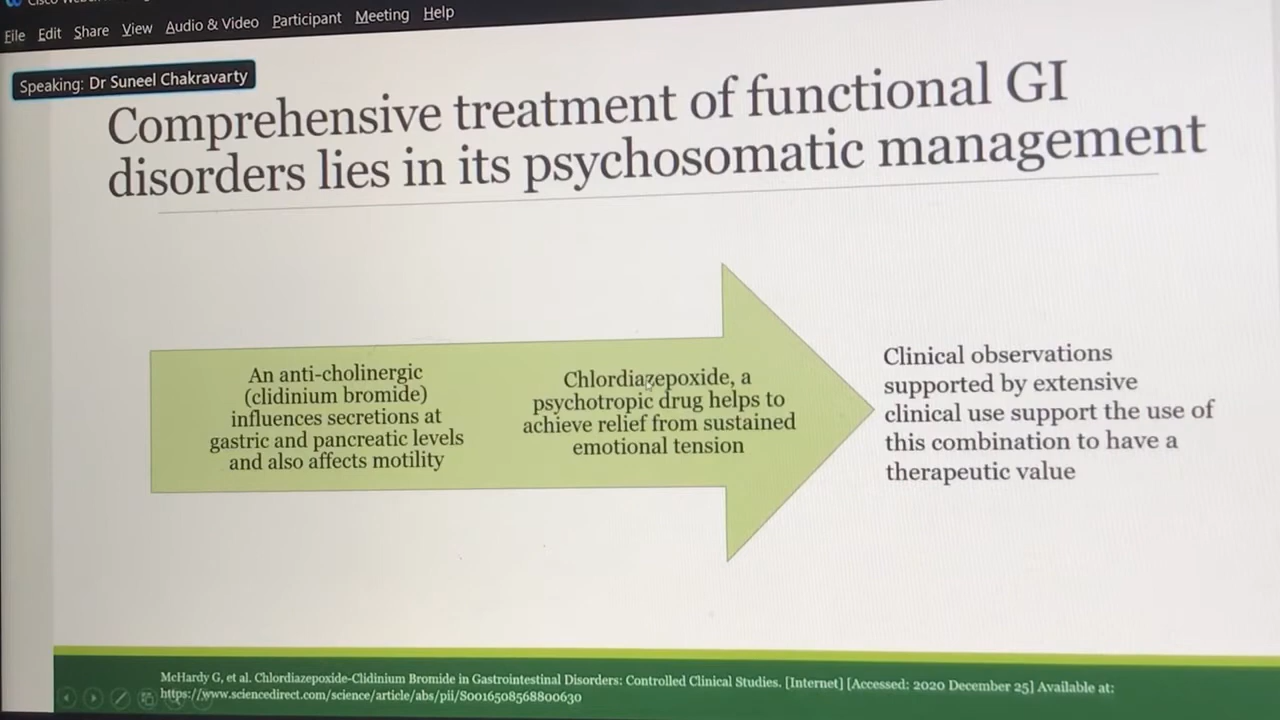 File Edit Share View Audio & Video Participant Meeting Help
Speaking: Dr Suneel Chakravarty
Comprehensive treatment of functional GI
disorders lies in its psychosomatic management
An anti-cholinergic
(clidinium bromide)
influences secretions at
gastric and pancreatic levels
and also affects motility
Chlordiazepoxide, a
psychotropic drug helps to
achieve relief from sustained
emotional tension
Clinical observations
supported by extensive
clinical use support the use of
this combination to have a
therapeutic value
McHardy G, et al. Chlordiazepoxide-Clidinium Bromide in Gastrointestinal Disorders: Controlled Clinical Studies. [Internet] [Accessed: 2020 December 25] Available at:
https://www.sciencedirect.com/science/article/abs/pii/S0016508568800630